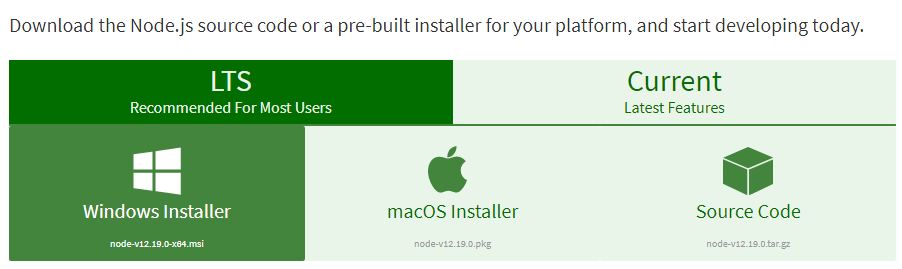 Download the Node.js source code or a pre-built installer for your platform, and start developing today.
LTS
Recommended For Most Users
Current
Latest Features
Windows Installer
node-v12.19.0-x64.msi
macOS Installer
node-v12.19.0.pkg
Source Code
node-v12.19.0.tar.gz